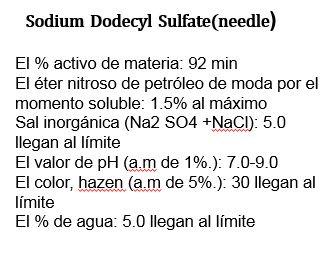 Sodium Dodecyl Sulfate(needle)
El % activo de materia: 92 min
El éter nitroso de petróleo de moda por el
momento soluble: 1.5% al máximo
Sal inorgánica (Na2 SO4 +NaCl): 5.0
llegan al límite
El valor de pH (a.m de 1%.): 7.0-9.0
El color, hazen (a.m de 5%.): 30 llegan al
límite
El % de agua: 5.0 llegan al límite